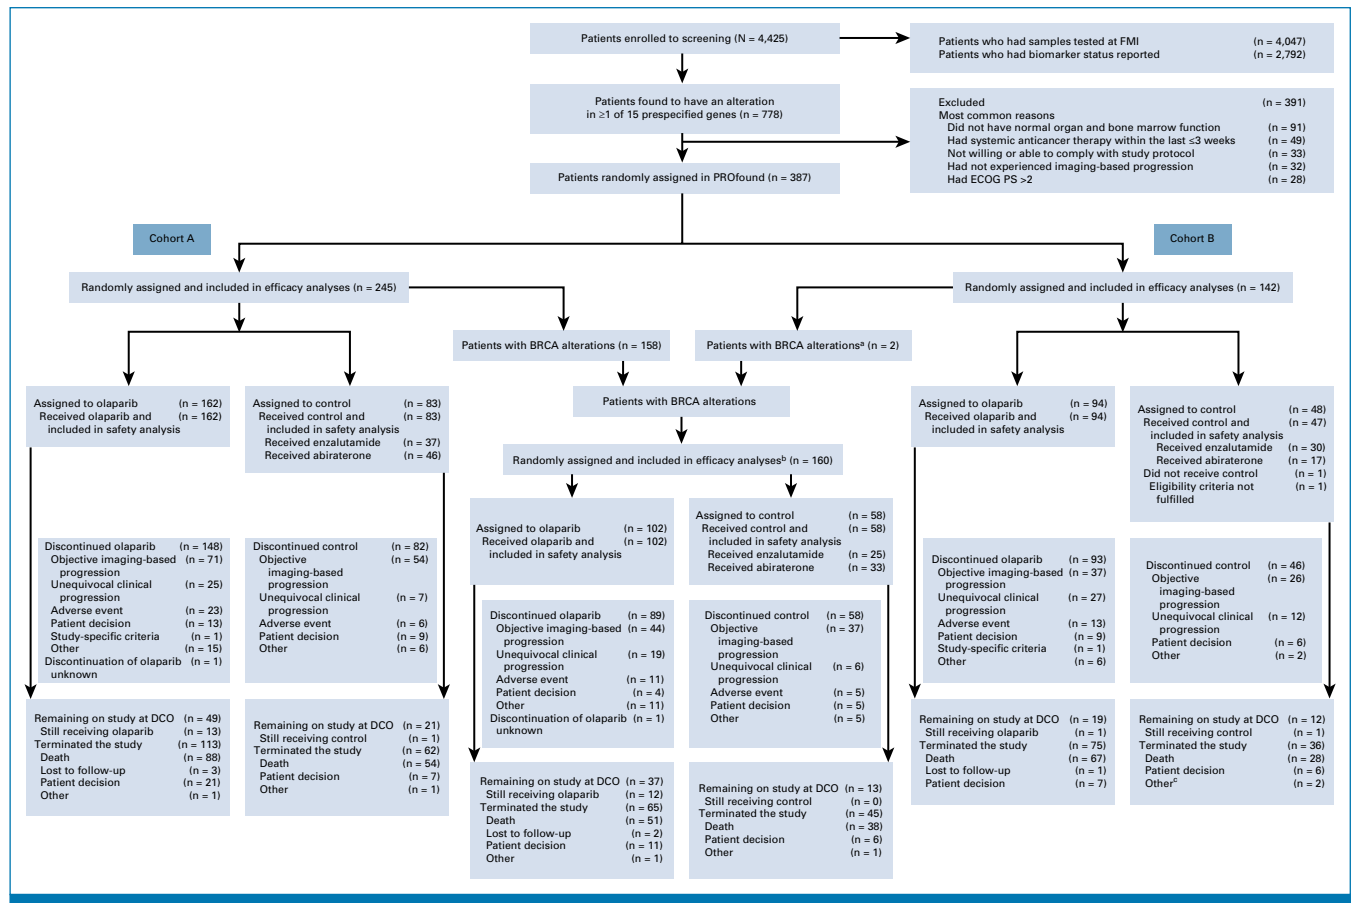 Patients enrolled to screening (N = 4,425)
Patients who had samples tested at FMI (n = 4,047)
Patients who had biomarker status reported (n = 2,792)
Patients found to have an alteration
in ≥1 of 15 prespecified genes (n = 778)
Excluded (n = 391)
Most common reasons
Did not have normal organ and bone marrow function (n = 91)
Had systemic anticancer therapy within the last ≤3 weeks (n = 49)
Not willing or able to comply with study protocol (n = 33)
Had not experienced imaging-based progression (n = 32)
Had ECOG PS >2 (n = 28)
Patients randomly assigned in PROfound (n = 387)
Cohort A
Cohort B
Randomly assigned and included in efficacy analyses (n = 245)
Randomly assigned and included in efficacy analyses (n = 142)
Patients with BRCA alterations (n = 158)
Patients with BRCA alterationsᵃ (n = 2)
Patients with BRCA alterations
Randomly assigned and included in efficacy analysesᵇ (n = 160)
Assigned to olaparib (n = 162)
Received olaparib and (n = 162)
included in safety analysis
Discontinued olaparib (n = 148)
Objective imaging-based (n = 71)
progression
Unequivocal clinical (n = 25)
progression
Adverse event (n = 23)
Patient decision (n = 13)
Study-specific criteria (n = 1)
Other (n = 15)
Discontinuation of olaparib (n = 1)
unknown
Remaining on study at DCO (n = 49)
Still receiving olaparib (n = 13)
Terminated the study (n = 113)
Death (n = 88)
Lost to follow-up (n = 3)
Patient decision (n = 21)
Other (n = 1)
Assigned to control (n = 83)
Received control and (n = 83)
included in safety analysis
Received enzalutamide (n = 37)
Received abiraterone (n = 46)
Discontinued control (n = 82)
Objective (n = 54)
imaging-based
progression
Unequivocal clinical (n = 7)
progression
Adverse event (n = 6)
Patient decision (n = 9)
Other (n = 6)
Remaining on study at DCO (n = 21)
Still receiving control (n = 1)
Terminated the study (n = 62)
Death (n = 54)
Patient decision (n = 7)
Other (n = 1)
Assigned to olaparib (n = 102)
Received olaparib and (n = 102)
included in safety analysis
Discontinued olaparib (n = 89)
Objective imaging-based (n = 44)
progression
Unequivocal clinical (n = 19)
progression
Adverse event (n = 11)
Patient decision (n = 4)
Other (n = 11)
Discontinuation of olaparib (n = 1)
unknown
Remaining on study at DCO (n = 37)
Still receiving olaparib (n = 12)
Terminated the study (n = 65)
Death (n = 51)
Lost to follow-up (n = 2)
Patient decision (n = 11)
Other (n = 1)
Assigned to control (n = 58)
Received control and (n = 58)
included in safety analysis
Received enzalutamide (n = 25)
Received abiraterone (n = 33)
Discontinued control (n = 58)
Objective (n = 37)
imaging-based
progression
Unequivocal clinical (n = 6)
progression
Adverse event (n = 5)
Patient decision (n = 5)
Other (n = 5)
Remaining on study at DCO (n = 13)
Still receiving control (n = 0)
Terminated the study (n = 45)
Death (n = 38)
Patient decision (n = 6)
Other (n = 1)
Assigned to olaparib (n = 94)
Received olaparib and (n = 94)
included in safety analysis
Discontinued olaparib (n = 93)
Objective imaging-based (n = 37)
progression
Unequivocal clinical (n = 27)
progression
Adverse event (n = 13)
Patient decision (n = 9)
Study-specific criteria (n = 1)
Other (n = 6)
Remaining on study at DCO (n = 19)
Still receiving olaparib (n = 1)
Terminated the study (n = 75)
Death (n = 67)
Lost to follow-up (n = 1)
Patient decision (n = 7)
Assigned to control (n = 48)
Received control and (n = 47)
included in safety analysis
Received enzalutamide (n = 30)
Received abiraterone (n = 17)
Did not receive control (n = 1)
Eligibility criteria not (n = 1)
fulfilled
Discontinued control (n = 46)
Objective (n = 26)
imaging-based
progression
Unequivocal clinical (n = 12)
progression
Patient decision (n = 6)
Other (n = 2)
Remaining on study at DCO (n = 12)
Still receiving control (n = 1)
Terminated the study (n = 36)
Death (n = 28)
Patient decision (n = 6)
Otherᶜ (n = 2)